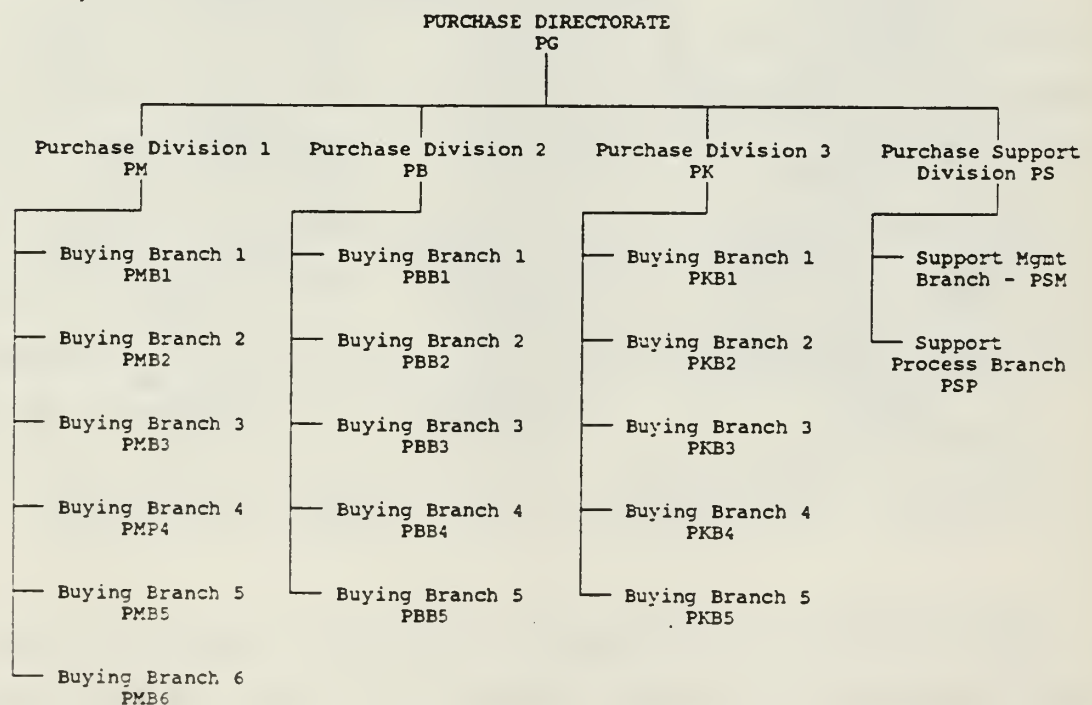 PURCHASE DIRECTORATE
PG
Purchase Division 1
PM
Buying Branch 1
PMB1
Buying Branch 2
PMB2
Buying Branch 3
PMB3
Buying Branch 4
PMP4
Buying Branch 5
PMB5
Buying Branch 6
PMB6
Purchase Division 2
PB
Buying Branch 1
PBB1
Buying Branch 2
PBB2
Buying Branch 3
PBB3
Buying Branch 4
PBB4
Buying Branch 5
PBB5
Purchase Division 3
PK
Buying Branch 1
PKB1
Buying Branch 2
PKB2
Buying Branch 3
PKB3
Buying Branch 4
PKB4
Buying Branch 5
PKB5
Purchase Support
Division PS
Support Mgmt
Branch - PSM
Support
Process Branch
PSP